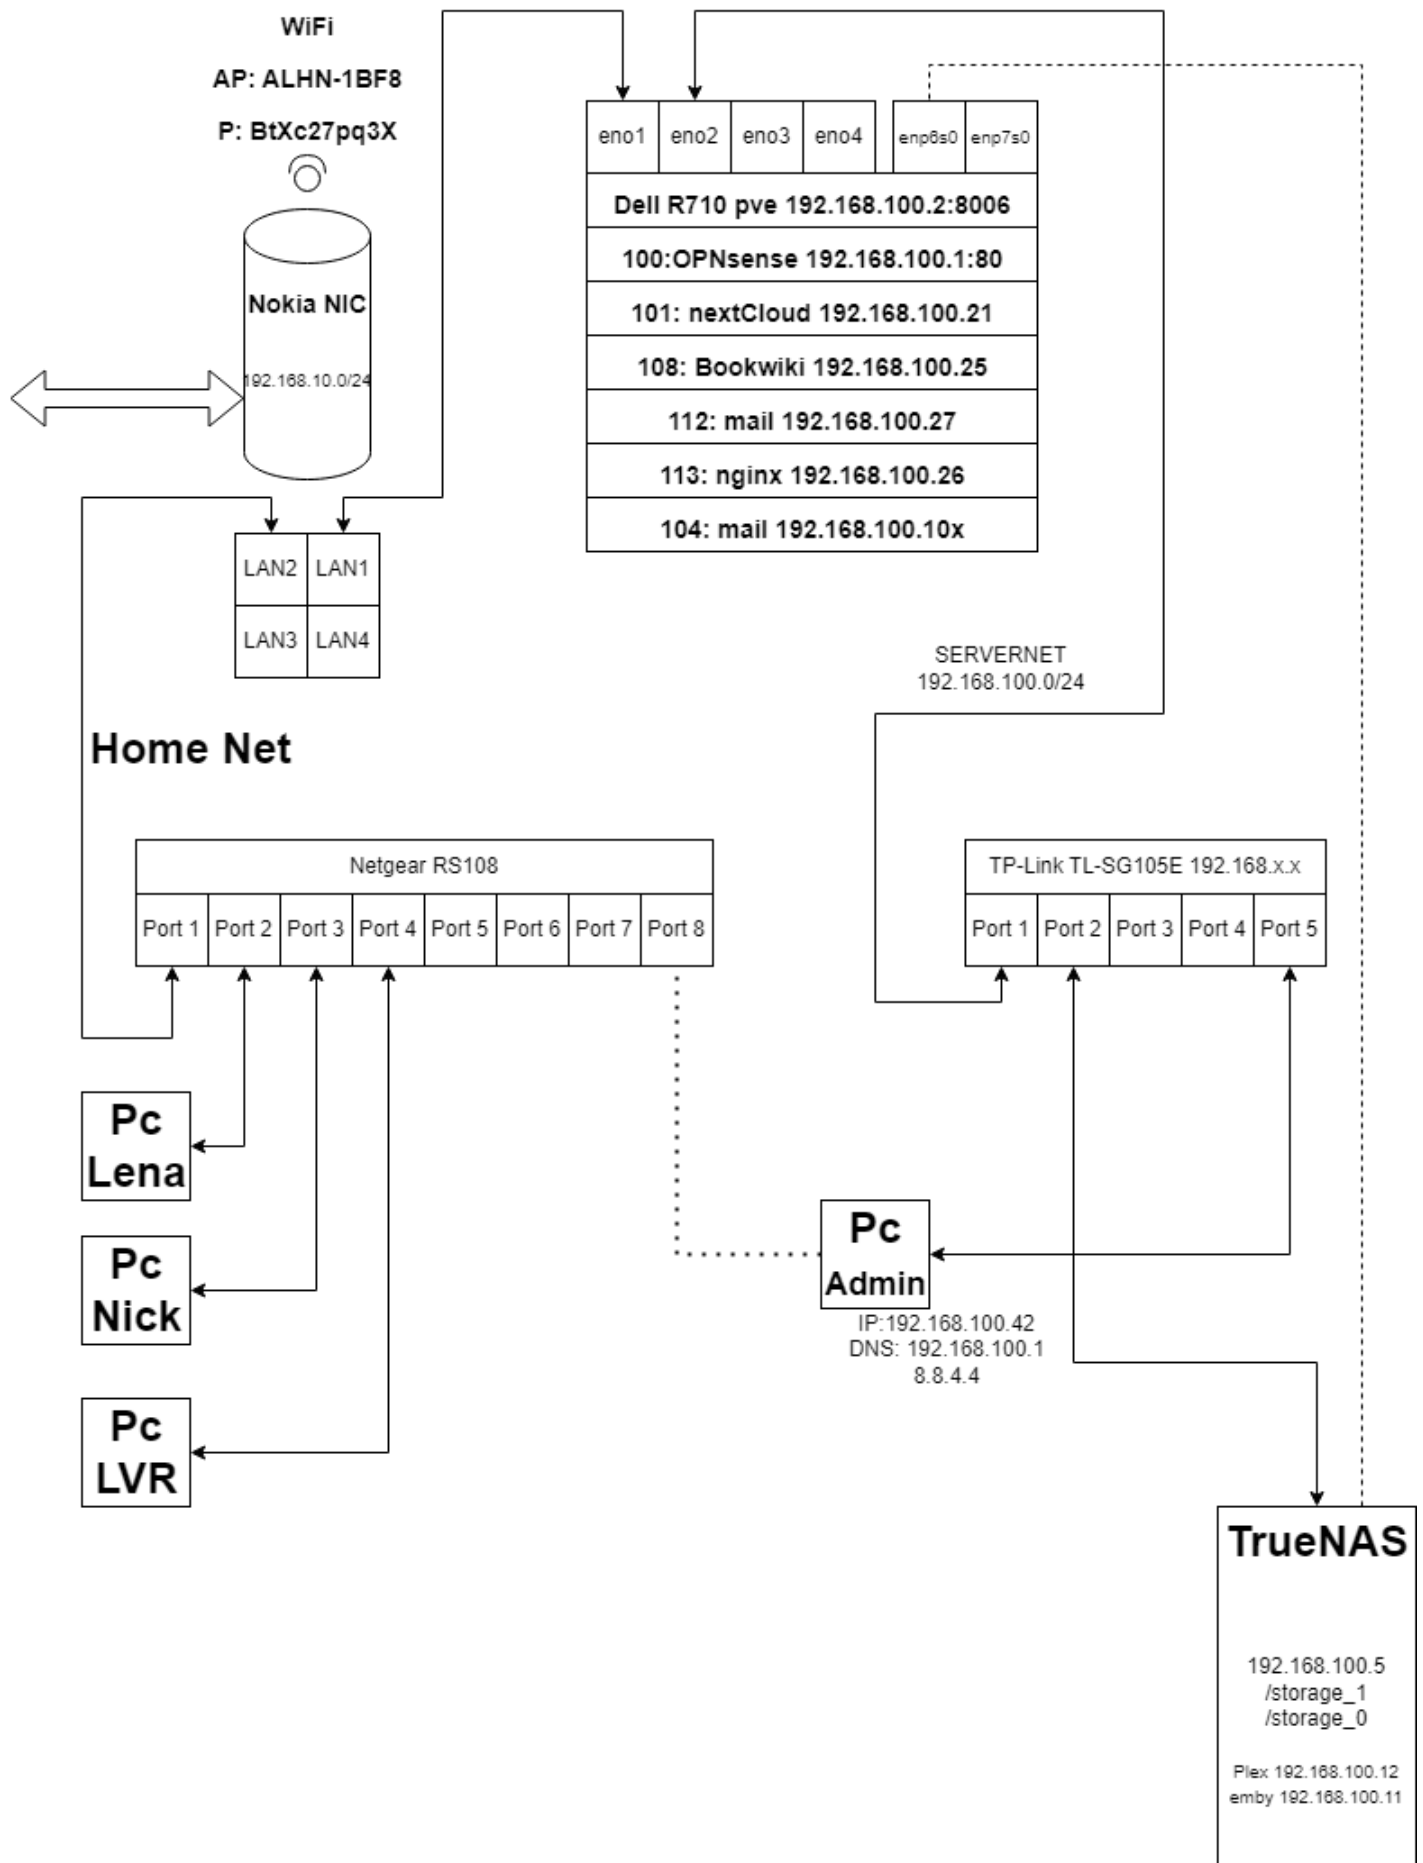 WiFi
AP: ALHN-1BF8
P: BtXc27pq3X
Nokia NIC
192.168.10.0/24
LAN2 LAN1
LAN3 LAN4
eno1 eno2 eno3 eno4 enp6s0 enp7s0
Dell R710 pve 192.168.100.2:8006
100:OPNsense 192.168.100.1:80
101: nextCloud 192.168.100.21
108: Bookwiki 192.168.100.25
112: mail 192.168.100.27
113: nginx 192.168.100.26
104: mail 192.168.100.10x
SERVERNET
192.168.100.0/24
Home Net
Netgear RS108
Port 1 Port 2 Port 3 Port 4 Port 5 Port 6 Port 7 Port 8
TP-Link TL-SG105E 192.168.x.x
Port 1 Port 2 Port 3 Port 4 Port 5
Pc
Lena
Pc
Nick
Pc
LVR
Pc
Admin
IP:192.168.100.42
DNS: 192.168.100.1
8.8.4.4
TrueNAS
192.168.100.5
/storage_1
/storage_0
Plex 192.168.100.12
emby 192.168.100.11